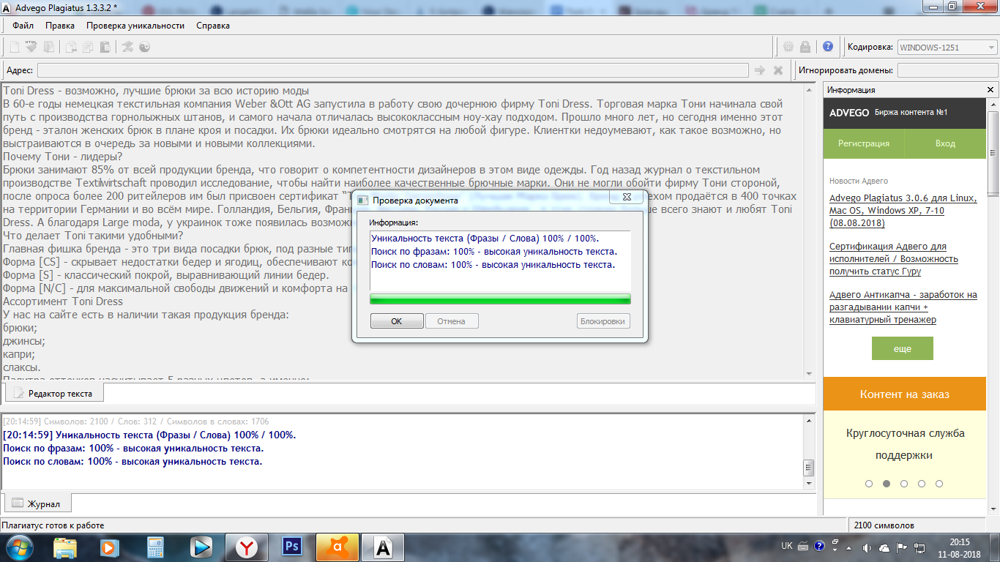 Advego Plagiatus 1.3.3.2 *
Файл Правка Проверка уникальности Справка
HTML
Кодировка: WINDOWS-1251
Адрес:
Игнорировать домены:
Toni Dress - возможно, лучшие брюки за всю историю моды
В 60-е годы немецкая текстильная компания Weber &Ott AG запустила в работу свою дочернюю фирму Toni Dress. Торговая марка Тони начинала свой
путь с производства горнолыжных штанов, и самого начала отличалась высококлассным ноу-хау подходом. Прошло много лет, но сегодня именно этот
бренд - эталон женских брюк в плане кроя и посадки. Их брюки идеально смотрятся на любой фигуре. Клиентки недоумевают, как такое возможно, но
выстраиваются в очередь за новыми и новыми коллекциями.
Почему Тони - лидеры?
Брюки занимают 85% от всей продукции бренда, что говорит о компетентности дизайнеров в этом виде одежды. Год назад журнал о текстильном
производстве Textilwirtschaft проводил исследование, чтобы найти наиболее качественные брючные марки. Они не могли обойти фирму Тони стороной,
после опроса более 200 ритейлеров им был присвоен сертификат “ ехом продаётся в 400 точках
на территории Германии и во всём мире. Голландия, Бельгия, Фран ше всего знают и любят Toni
Dress. А благодаря Large moda, у украинок тоже появилась возмож
Что делает Toni такими удобными?
Главная фишка бренда - это три вида посадки брюк, под разные ти
Форма [CS] - скрывает недостатки бедер и ягодиц, обеспечивают ко
Форма [S] - классический покрой, выравнивающий линии бедер.
Форма [N/C] - для максимальной свободы движений и комфорта на
Ассортимент Toni Dress
У нас на сайте есть в наличии такая продукция бренда:
брюки;
джинсы;
капри;
слаксы.
Палитра оттенков насчитывает 5 разных цветов, а именно:
Редактор текста
Проверка документа
Информация:
Уникальность текста (Фразы / Слова) 100% / 100%.
Поиск по фразам: 100% - высокая уникальность текста.
Поиск по словам: 100% - высокая уникальность текста.
OK Отмена Блокировки
[20:14:59] Символов: 2100 / Слов: 312 / Символов в словах: 1706
[20:14:59] Уникальность текста (Фразы / Слова) 100% / 100%.
Поиск по фразам: 100% - высокая уникальность текста.
Поиск по словам: 100% - высокая уникальность текста.
Журнал
Плагиатус готов к работе
2100 символов
Информация
ADVEGO Биржа контента №1
Регистрация Вход
Новости Адвего
Advego Plagiatus 3.0.6 для Linux,
Mac OS, Windows XP, 7-10
(08.08.2018)
Сертификация Адвего для
исполнителей / Возможность
получить статус Гуру
Адвего Антикапча - заработок на
разгадывании капчи +
клавиатурный тренажер
еще
Контент на заказ
Круглосуточная служба
поддержки
Ps
UK
20:15
11-08-2018